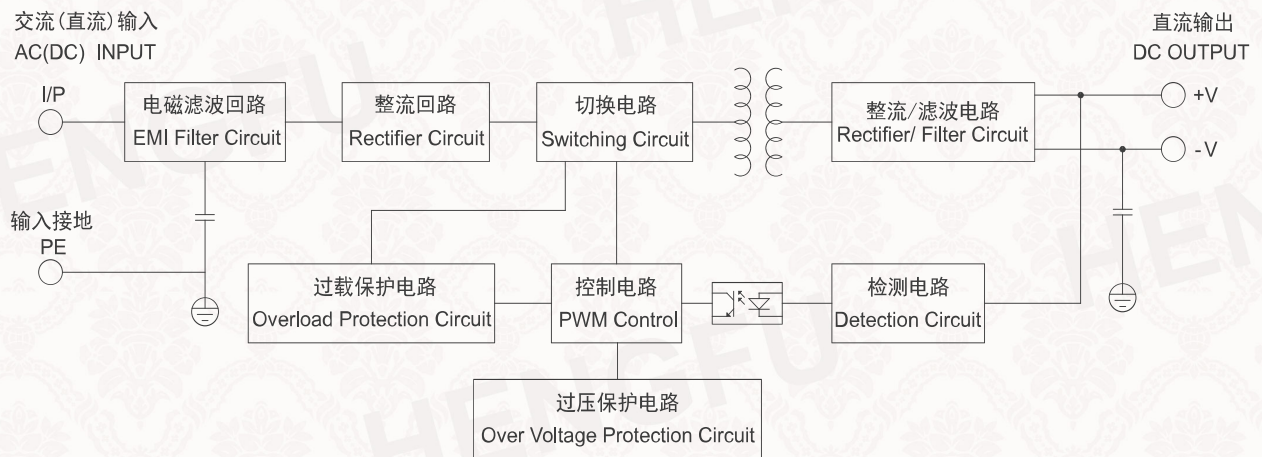 交流(直流)输入
AC(DC) INPUT
直流输出
DC OUTPUT
I/P
电磁滤波回路
EMI Filter Circuit
整流回路
Rectifier Circuit
切换电路
Switching Circuit
整流/滤波电路
Rectifier/ Filter Circuit
+V
-V
输入接地
PE
过载保护电路
Overload Protection Circuit
控制电路
PWM Control
检测电路
Detection Circuit
过压保护电路
Over Voltage Protection Circuit
HENGFU
HENGFU
HENGFU